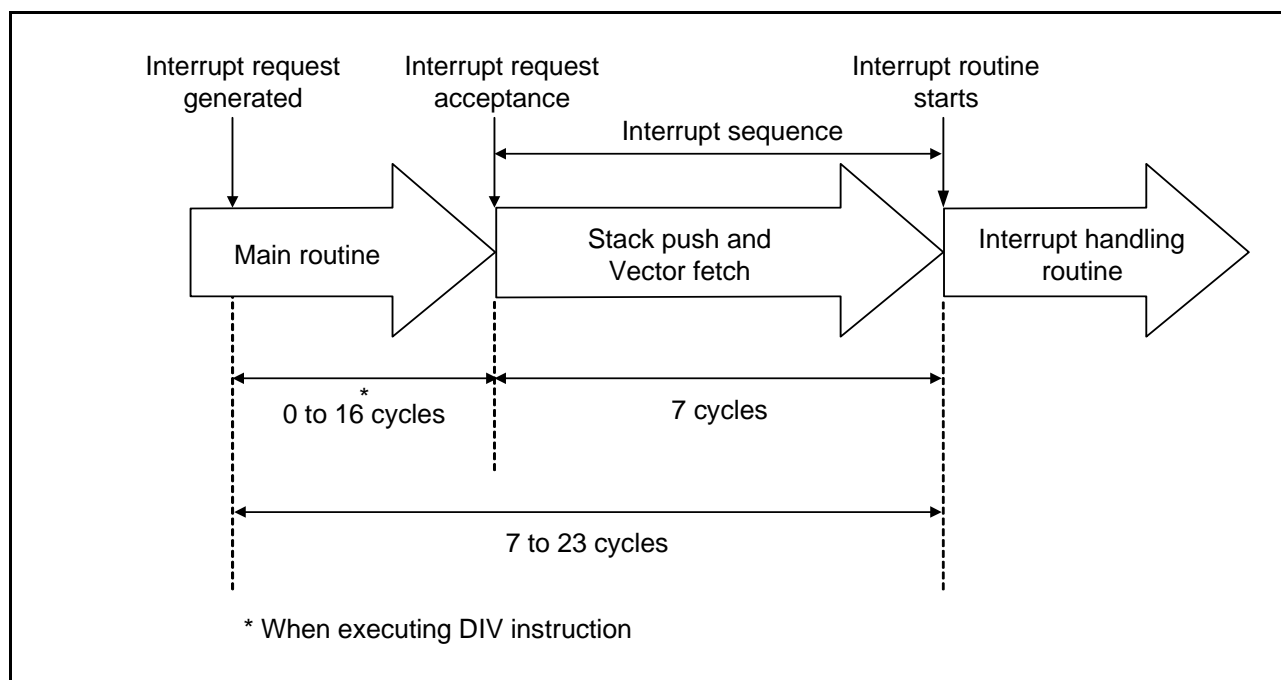 Interrupt request
generated
Interrupt request
acceptance
Interrupt routine
starts
Interrupt sequence
Main routine
Stack push and
Vector fetch
Interrupt handling
routine
*
0 to 16 cycles
7 cycles
7 to 23 cycles
* When executing DIV instruction